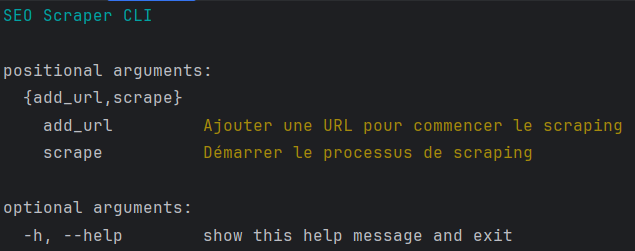 SEO Scraper CLI
positional arguments:
{add_url,scrape}
add_url Ajouter une URL pour commencer le scraping
scrape Démarrer le processus de scraping
optional arguments:
-h, --help show this help message and exit